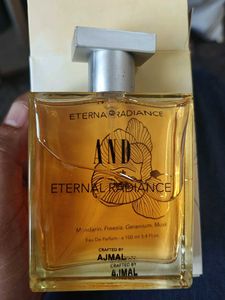 ETERNAL RADIANCE
AND
ETERNAL RADIANCE
Mandarin, Freesia, Geranium, Musk
Eau De Parfum - e 100 ml 3.4 Fl.oz.
CRAFTED BY
AJMAL
CRAFTED BY
AJMAL